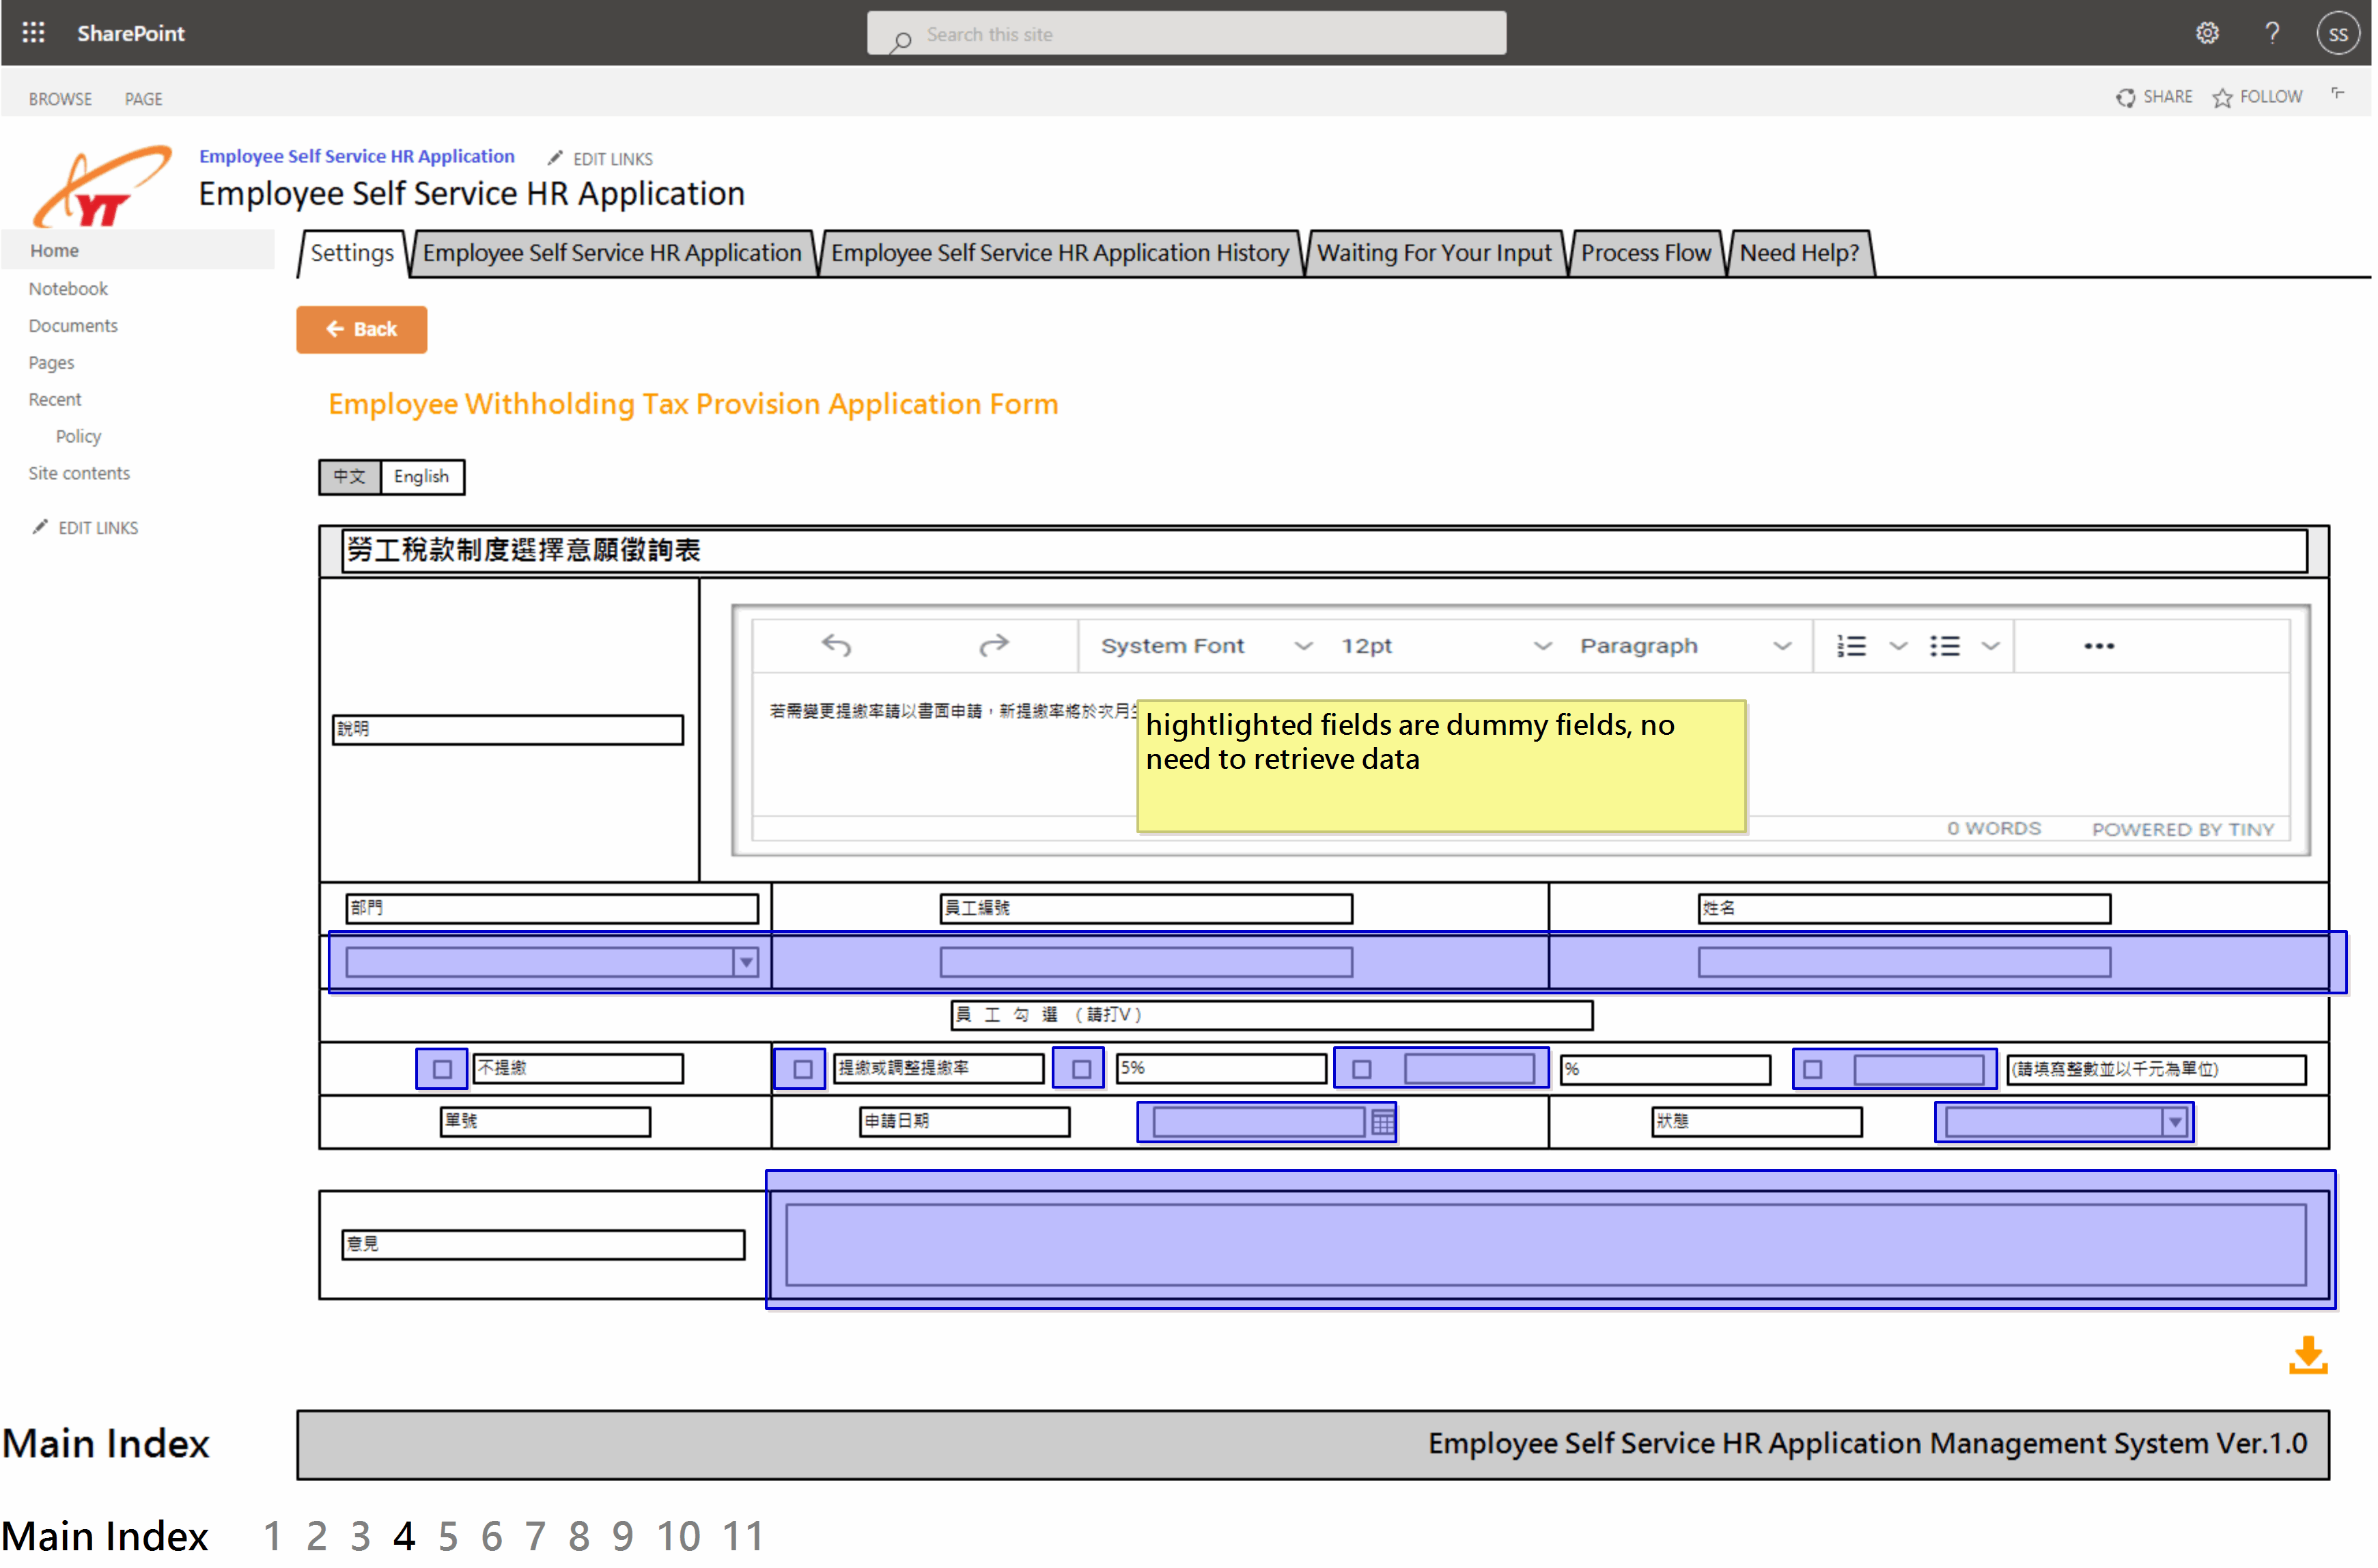 SharePoint
Search this site
?
SS
BROWSE PAGE
SHARE FOLLOW
YT
Employee Self Service HR Application EDIT LINKS
Employee Self Service HR Application
Home
Notebook
Documents
Pages
Recent
Policy
Site contents
EDIT LINKS
Settings Employee Self Service HR Application Employee Self Service HR Application History Waiting For Your Input Process Flow Need Help?
Back
Employee Withholding Tax Provision Application Form
中文 English
勞工稅款制度選擇意願徵詢表
說明
System Font 12pt Paragraph
若需變更提繳率請以書面申請，新提繳率將於次月生
hightlighted fields are dummy fields, no
need to retrieve data
0 WORDS POWERED BY TINY
部門 員工編號 姓名
員 工 勾 選 （請打V）
不提繳 提繳或調整提繳率 5% % (請填寫整數並以千元為單位)
單號 申請日期 狀態
意見
Main Index Employee Self Service HR Application Management System Ver.1.0
Main Index 1 2 3 4 5 6 7 8 9 10 11